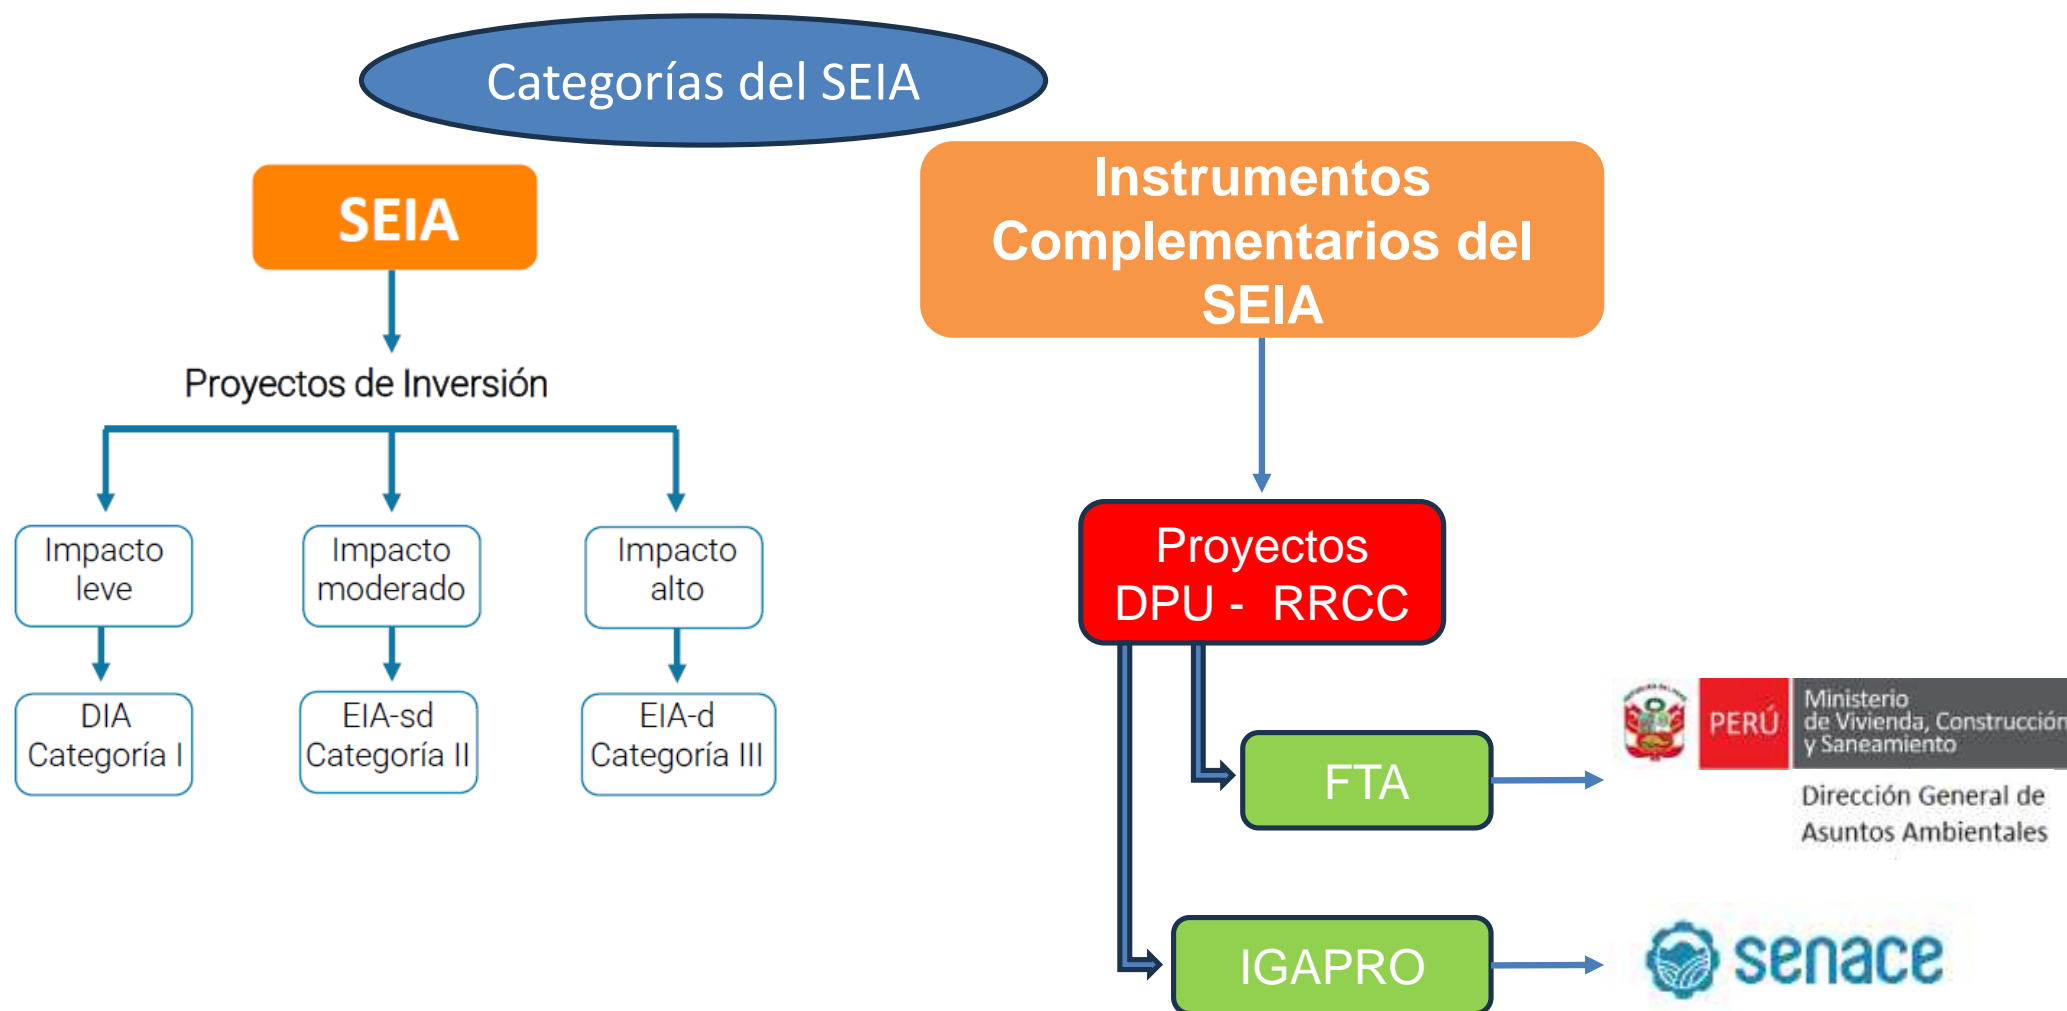 Categorías del SEIA
SEIA
Proyectos de Inversión
Impacto
leve
Impacto
moderado
Impacto
alto
DIA
Categoría I
EIA-sd
Categoría II
EIA-d
Categoría III
Instrumentos
Complementarios del
SEIA
Proyectos
DPU - RRCC
FTA
PERÚ
Ministerio
de Vivienda, Construcción
y Saneamiento
Dirección General de
Asuntos Ambientales
IGAPRO
senace